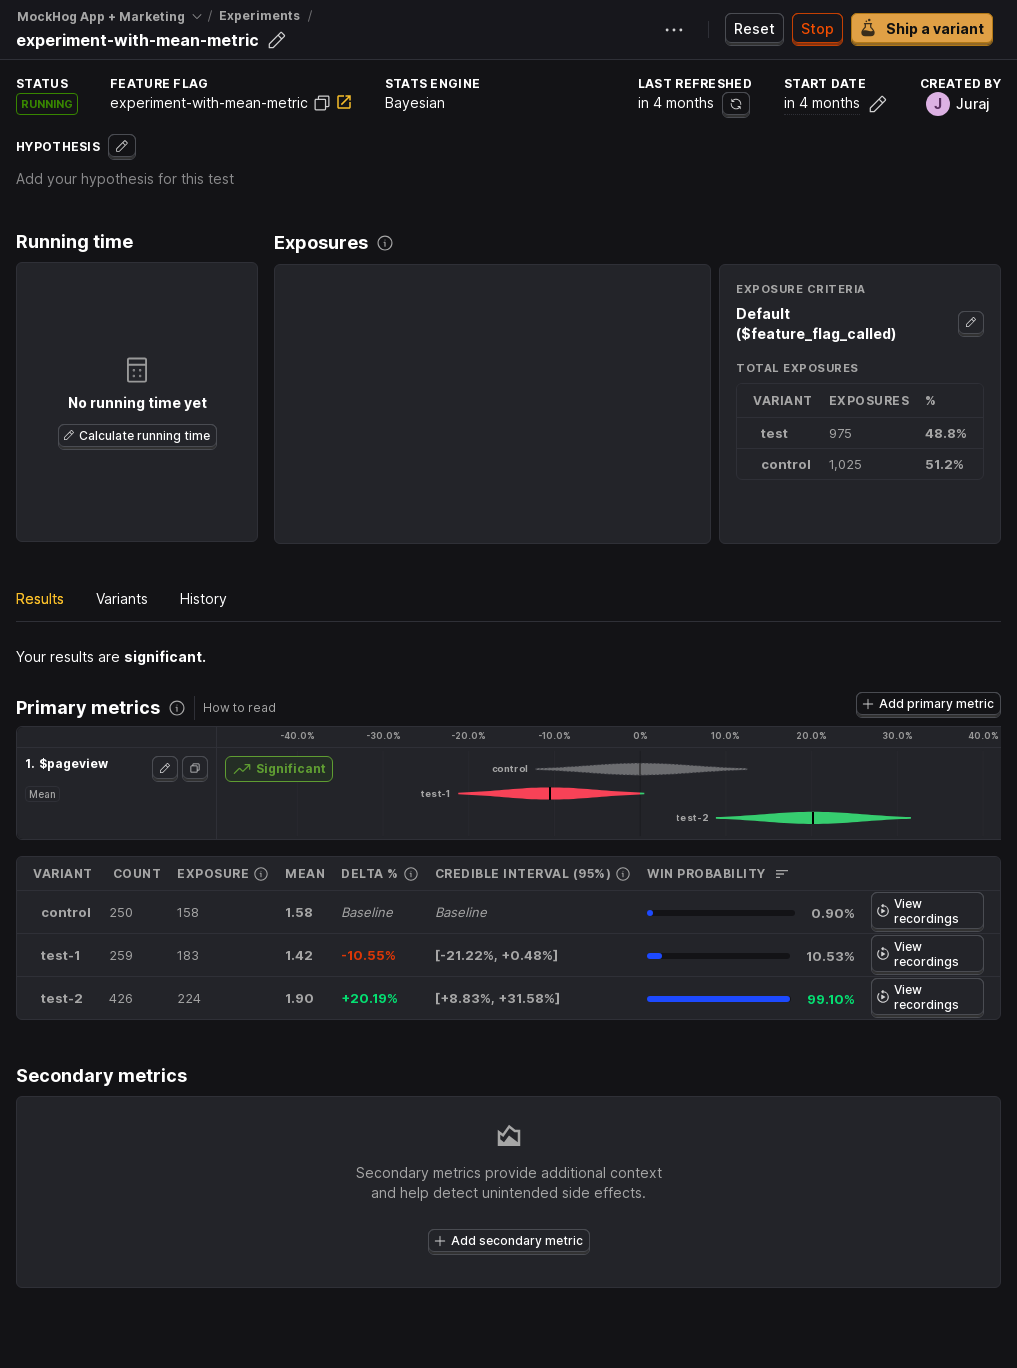 MockHog App + Marketing / Experiments /
experiment-with-mean-metric
Reset
Stop
Ship a variant
STATUS
RUNNING
FEATURE FLAG
experiment-with-mean-metric
STATS ENGINE
Bayesian
LAST REFRESHED
in 4 months
START DATE
in 4 months
CREATED BY
J Juraj
HYPOTHESIS
Add your hypothesis for this test
Running time
No running time yet
Calculate running time
Exposures
EXPOSURE CRITERIA
Default
($feature_flag_called)
TOTAL EXPOSURES
VARIANT EXPOSURES %
test 975 48.8%
control 1,025 51.2%
Results Variants History
Your results are significant.
Primary metrics How to read
Add primary metric
-40.0% -30.0% -20.0% -10.0% 0% 10.0% 20.0% 30.0% 40.0%
1. $pageview
Mean
Significant
control
test-1
test-2
VARIANT COUNT EXPOSURE MEAN DELTA % CREDIBLE INTERVAL (95%) WIN PROBABILITY
control 250 158 1.58 Baseline Baseline 0.90% View recordings
test-1 259 183 1.42 -10.55% [-21.22%, +0.48%] 10.53% View recordings
test-2 426 224 1.90 +20.19% [+8.83%, +31.58%] 99.10% View recordings
Secondary metrics
Secondary metrics provide additional context
and help detect unintended side effects.
Add secondary metric